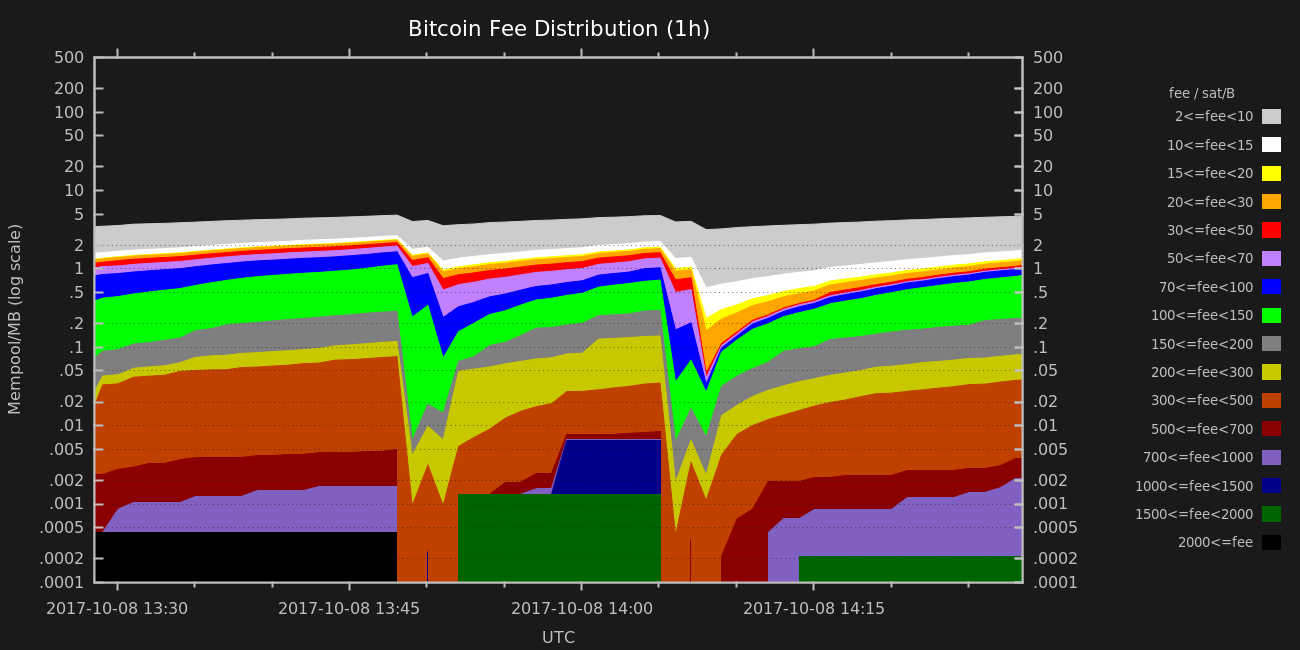 Bitcoin Fee Distribution (1h)
500
200
100
50
20
10
5
2
1
.5
.2
.1
.05
.02
.01
.005
.002
.001
.0005
.0002
.0001
Mempool/MB (log scale)
500
200
100
50
20
10
5
2
1
.5
.2
.1
.05
.02
.01
.005
.002
.001
.0005
.0002
.0001
2017-10-08 13:30
2017-10-08 13:45
2017-10-08 14:00
2017-10-08 14:15
UTC
fee / sat/B
2<=fee<10
10<=fee<15
15<=fee<20
20<=fee<30
30<=fee<50
50<=fee<70
70<=fee<100
100<=fee<150
150<=fee<200
200<=fee<300
300<=fee<500
500<=fee<700
700<=fee<1000
1000<=fee<1500
1500<=fee<2000
2000<=fee